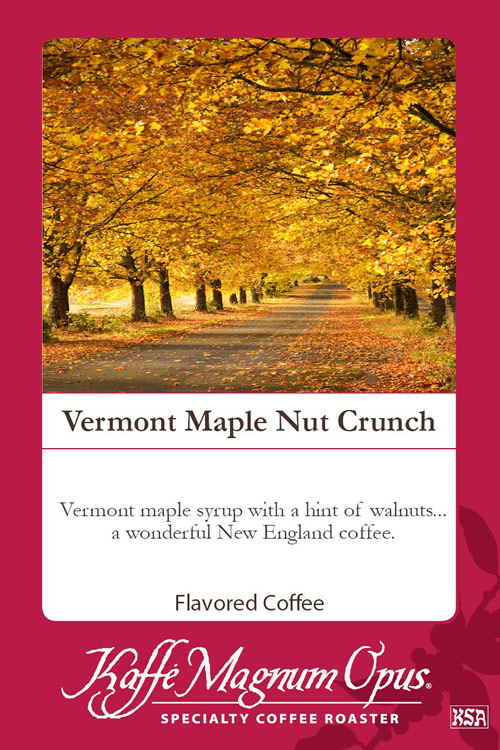 Vermont Maple Nut Crunch
Vermont maple syrup with a hint of walnuts...
a wonderful New England coffee.
Flavored Coffee
Kaffé Magnum Opus®
SPECIALTY COFFEE ROASTER
KSA